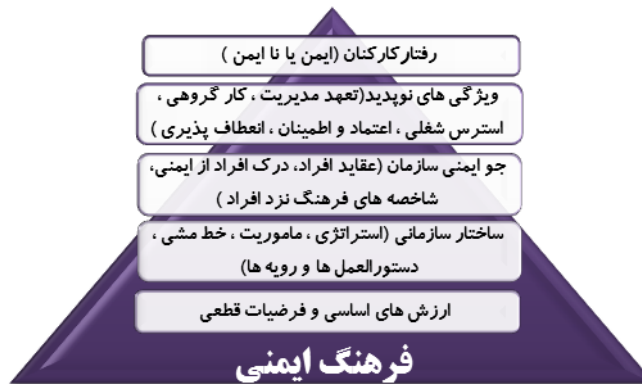 رفتار کارکنان (ایمن یا نا ایمن )
ویژگی های نوپدید(تعهد مدیریت ، کار گروهی ،
استرس شغلی ، اعتماد و اطمینان ، انعطاف پذیری )
جو ایمنی سازمان (عقاید افراد، درک افراد از ایمنی،
شاخصه های فرهنگ نزد افراد )
ساختار سازمانی (استراتژی ، ماموریت ، خط مشی ،
دستورالعمل ها و رویه ها)
ارزش های اساسی و فرضیات قطعی
فرهنگ ایمنی